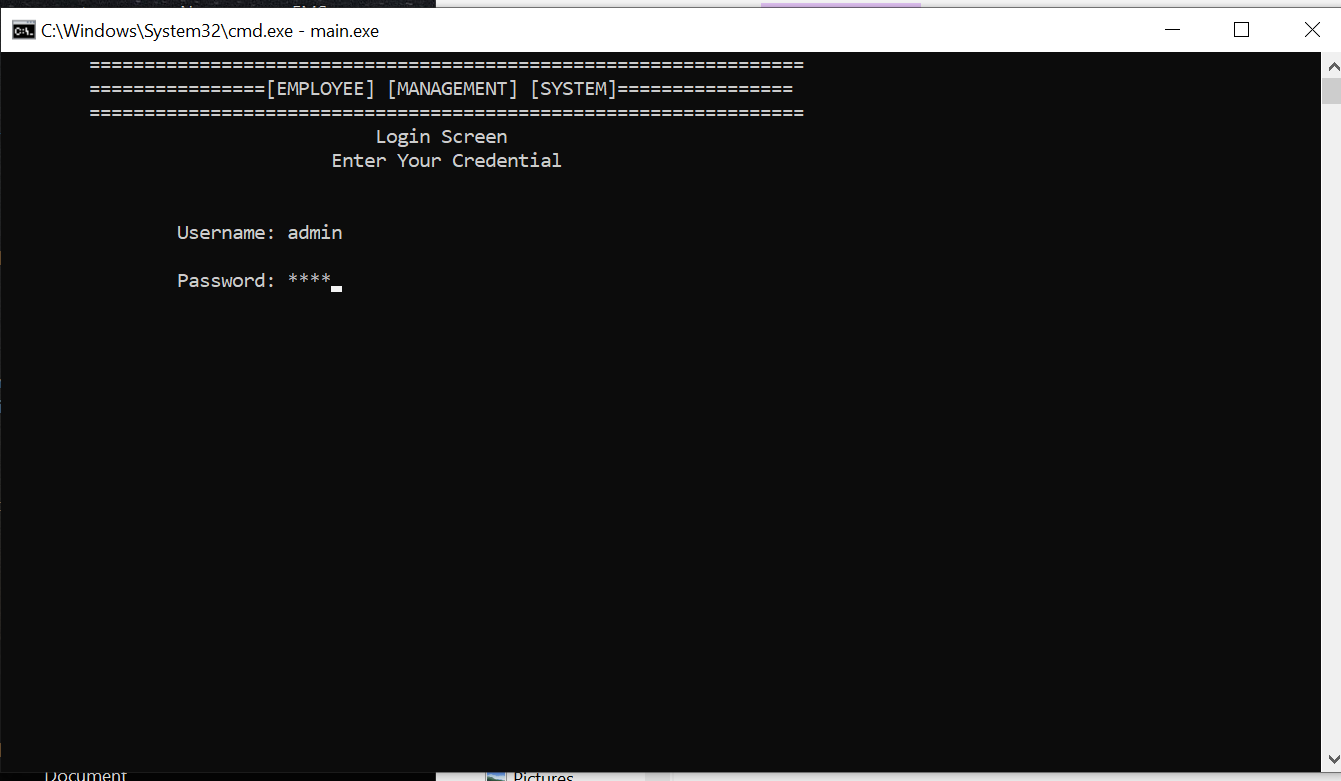 C:\Windows\System32\cmd.exe - main.exe
=================================================================
================[EMPLOYEE] [MANAGEMENT] [SYSTEM]================
=================================================================
Login Screen
Enter Your Credential
Username: admin
Password: ****
Document
Pictures